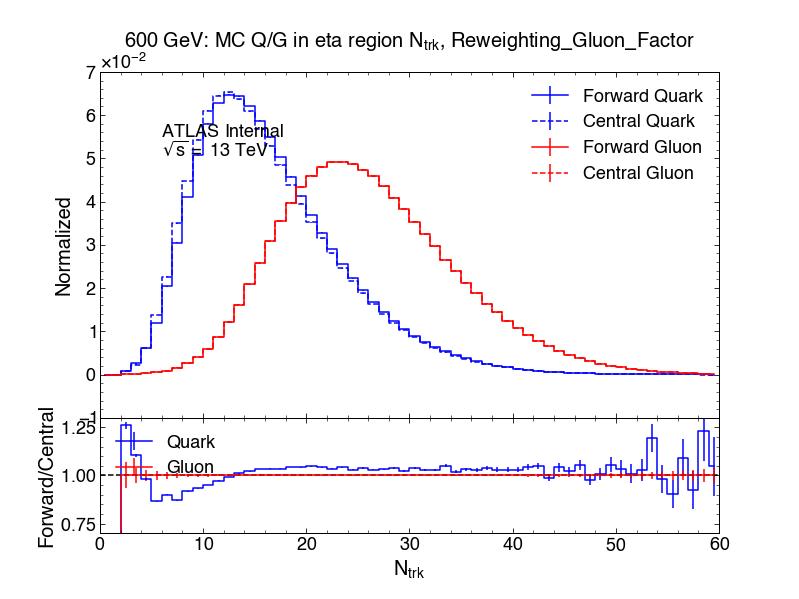 600 GeV: MC Q/G in eta region Ntrk, Reweighting_Gluon_Factor
×10−2
7
6
5
4
3
2
1
0
−1
Normalized
ATLAS Internal
√s = 13 TeV
Forward Quark
Central Quark
Forward Gluon
Central Gluon
1.25
1.00
0.75
Forward/Central
Quark
Gluon
0 10 20 30 40 50 60
Ntrk